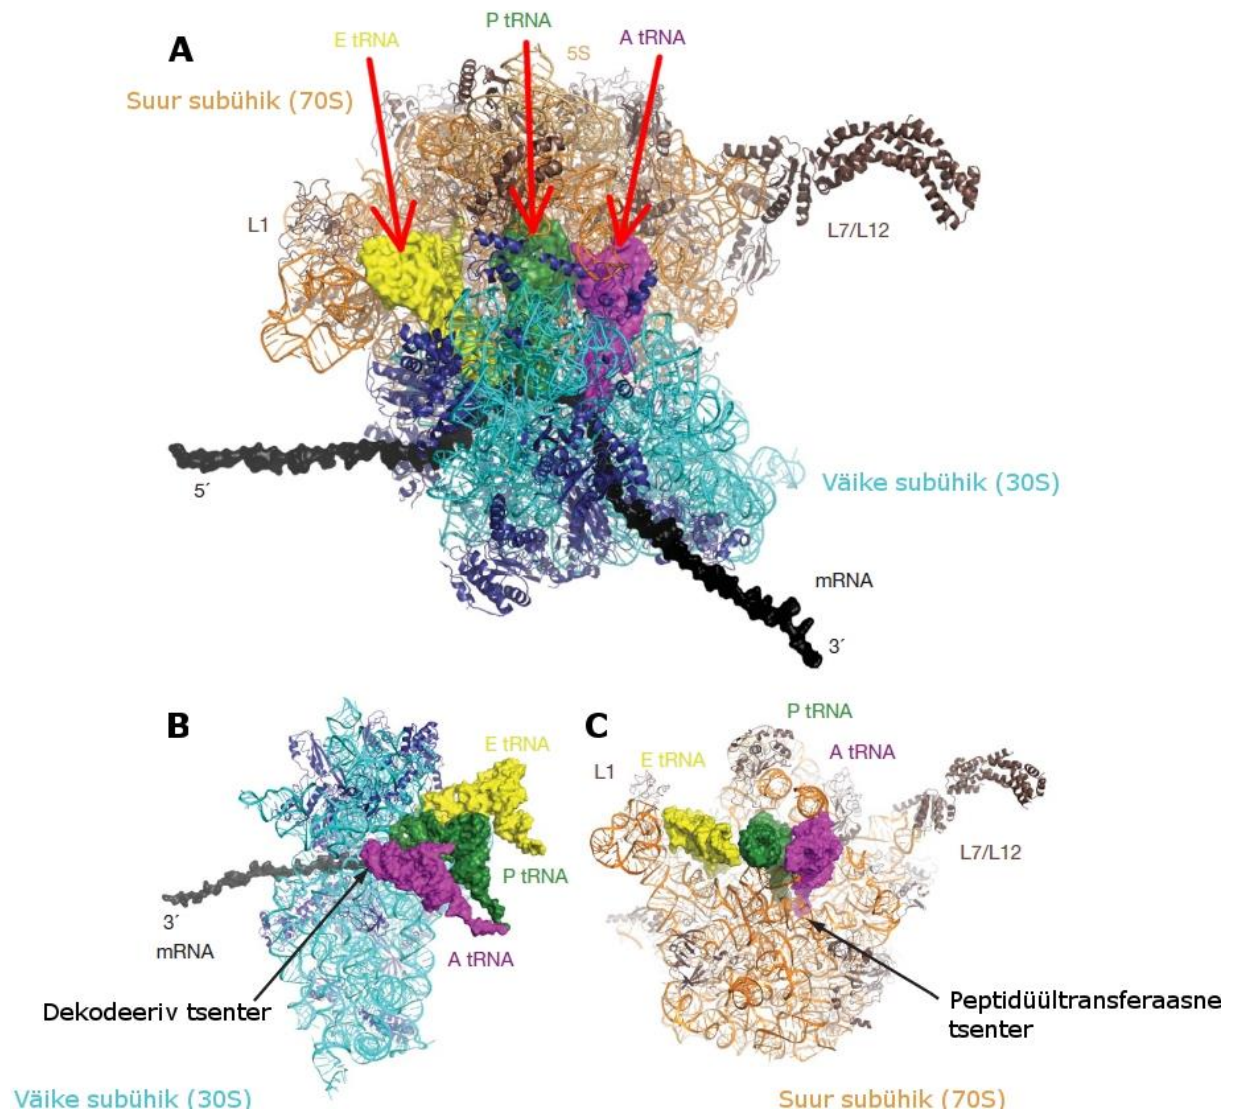 A
E tRNA
P tRNA
A tRNA
5S
Suur subühik (70S)
L1
L7/L12
5´
Väike subühik (30S)
mRNA
3´
B
E tRNA
P tRNA
3´
mRNA
A tRNA
Dekodeeriv tsenter
Väike subühik (30S)
C
P tRNA
A tRNA
E tRNA
L1
L7/L12
Peptidüültransferaasne
tsenter
Suur subühik (70S)